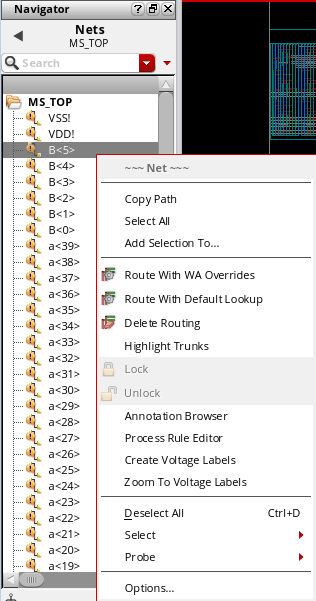 Navigator
Nets
MS_TOP
Search
MS_TOP
VSS!
VDD!
B<5>
B<4>
B<3>
B<2>
B<1>
B<0>
a<39>
a<38>
a<37>
a<36>
a<35>
a<34>
a<33>
a<32>
a<31>
a<30>
a<29>
a<28>
a<27>
a<26>
a<25>
a<24>
a<23>
a<22>
a<21>
a<20>
a<19>
~~~ Net ~~~
Copy Path
Select All
Add Selection To...
Route With WA Overrides
Route With Default Lookup
Delete Routing
Highlight Trunks
Lock
Unlock
Annotation Browser
Process Rule Editor
Create Voltage Labels
Zoom To Voltage Labels
Deselect All Ctrl+D
Select
Probe
Options...